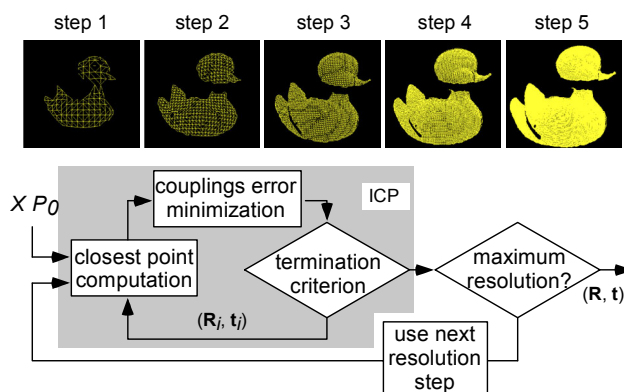 step 1 step 2 step 3 step 4 step 5
couplings error
minimization
ICP
X P0
closest point
computation
termination
criterion
maximum
resolution?
(R, t)
(Ri, ti)
use next
resolution
step